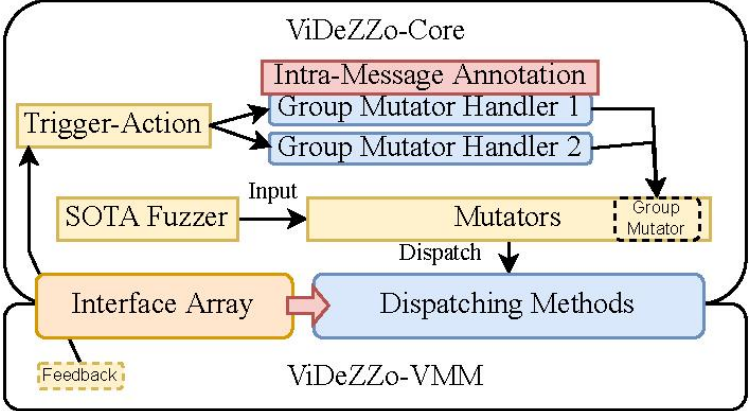 ViDeZZo-Core
Intra-Message Annotation
Group Mutator Handler 1
Trigger-Action
Group Mutator Handler 2
Input
SOTA Fuzzer
Mutators
Group
Mutator
Dispatch
Interface Array
Dispatching Methods
Feedback
ViDeZZo-VMM